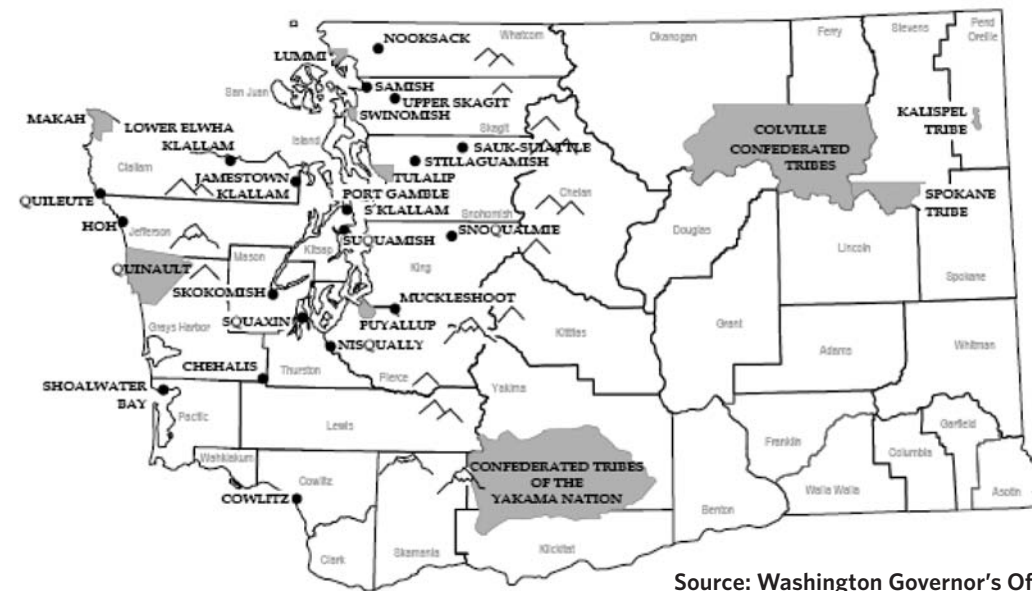 NOOKSACK
Whatcom
Okanogan
Ferry
Stevens
Pend
Oreille
LUMMI
San Juan
SAMISH
UPPER SKAGIT
SWINOMISH
Skagit
MAKAH
LOWER ELWHA
KLALLAM
Island
Clallam
SAUK-SUIATTLE
STILLAGUAMISH
COLVILLE
CONFEDERATED
TRIBES
KALISPEL
TRIBE
JAMESTOWN
KLALLAM
TULALIP
PORT GAMBLE
S'KLALLAM
Snohomish
Chelan
QUILEUTE
SPOKANE
TRIBE
HOH
Jefferson
Kitsap
SUQUAMISH
SNOQUALMIE
Douglas
Lincoln
Mason
King
QUINAULT
Spokane
SKOKOMISH
MUCKLESHOOT
SQUAXIN
PUYALLUP
Grays Harbor
Kittitas
Grant
NISQUALLY
Adams
Whitman
CHEHALIS
Thurston
Pierce
SHOALWATER
BAY
Yakima
Pacific
Lewis
Garfield
Franklin
Columbia
Wahkiakum
CONFEDERATED TRIBES
OF THE
YAKAMA NATION
Cowlitz
COWLITZ
Walla Walla
Asotin
Benton
Skamania
Klickitat
Clark
Source: Washington Governor's Of